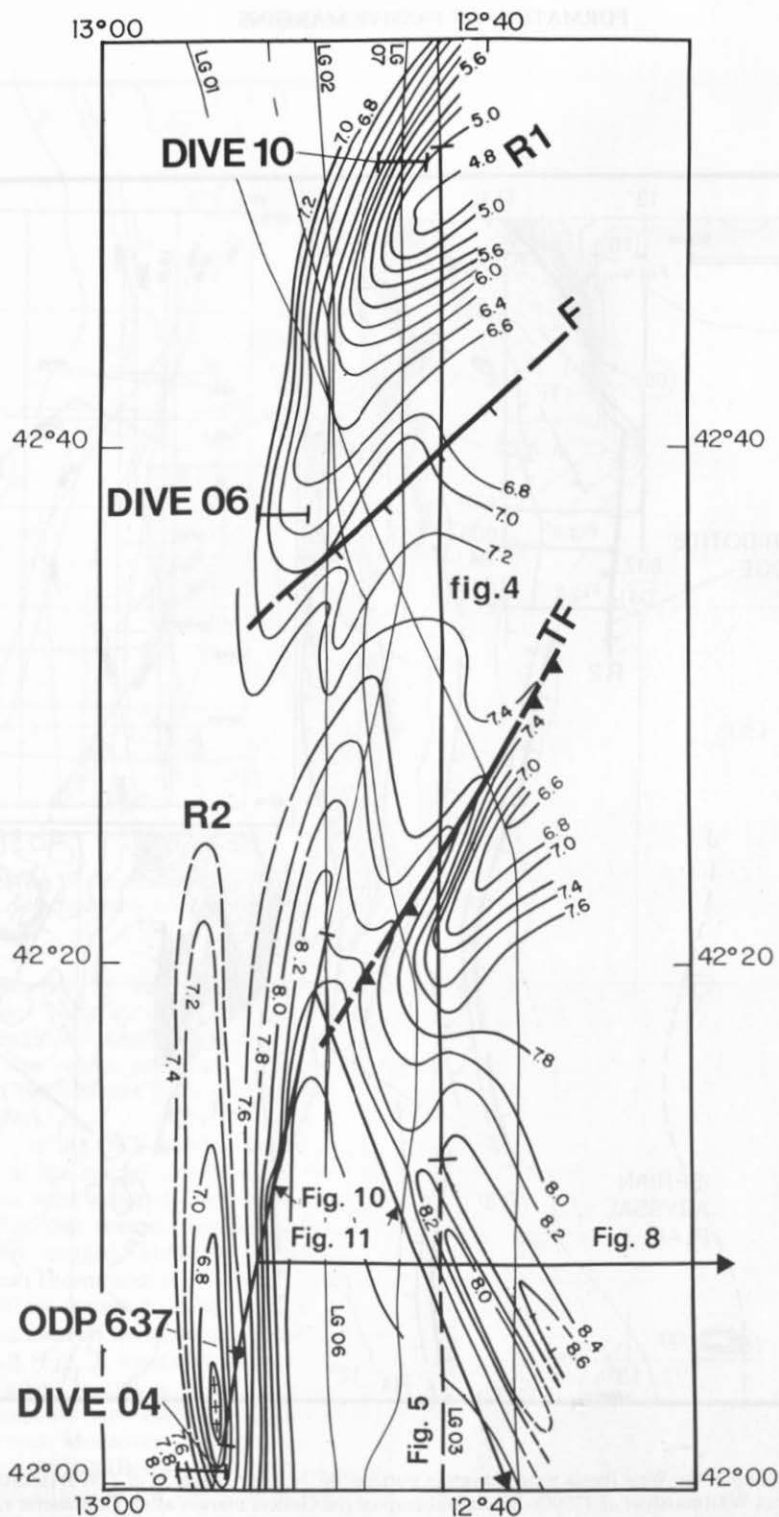 13°00
12°40
LG 01
LG 02
LG 07
5.6
6.8
7.0
5.0
DIVE 10
R1
4.8
7.2
5.0
5.6
6.0
6.4
6.6
F
42°40
42°40
6.8
DIVE 06
7.0
7.2
fig.4
TF
7.4
7.4
7.0
6.6
R2
6.8
7.0
7.4
7.6
42°20
8.2
42°20
7.2
8.0
7.4
7.8
7.6
7.8
8.0
7.0
Fig. 10
8.2
8.2
Fig. 11
Fig. 8
6.8
8.0
ODP 637
LG 06
8.4
8.6
DIVE 04
Fig. 5
LG 03
7.6
7.8
8.0
42°00
42°00
13°00
12°40